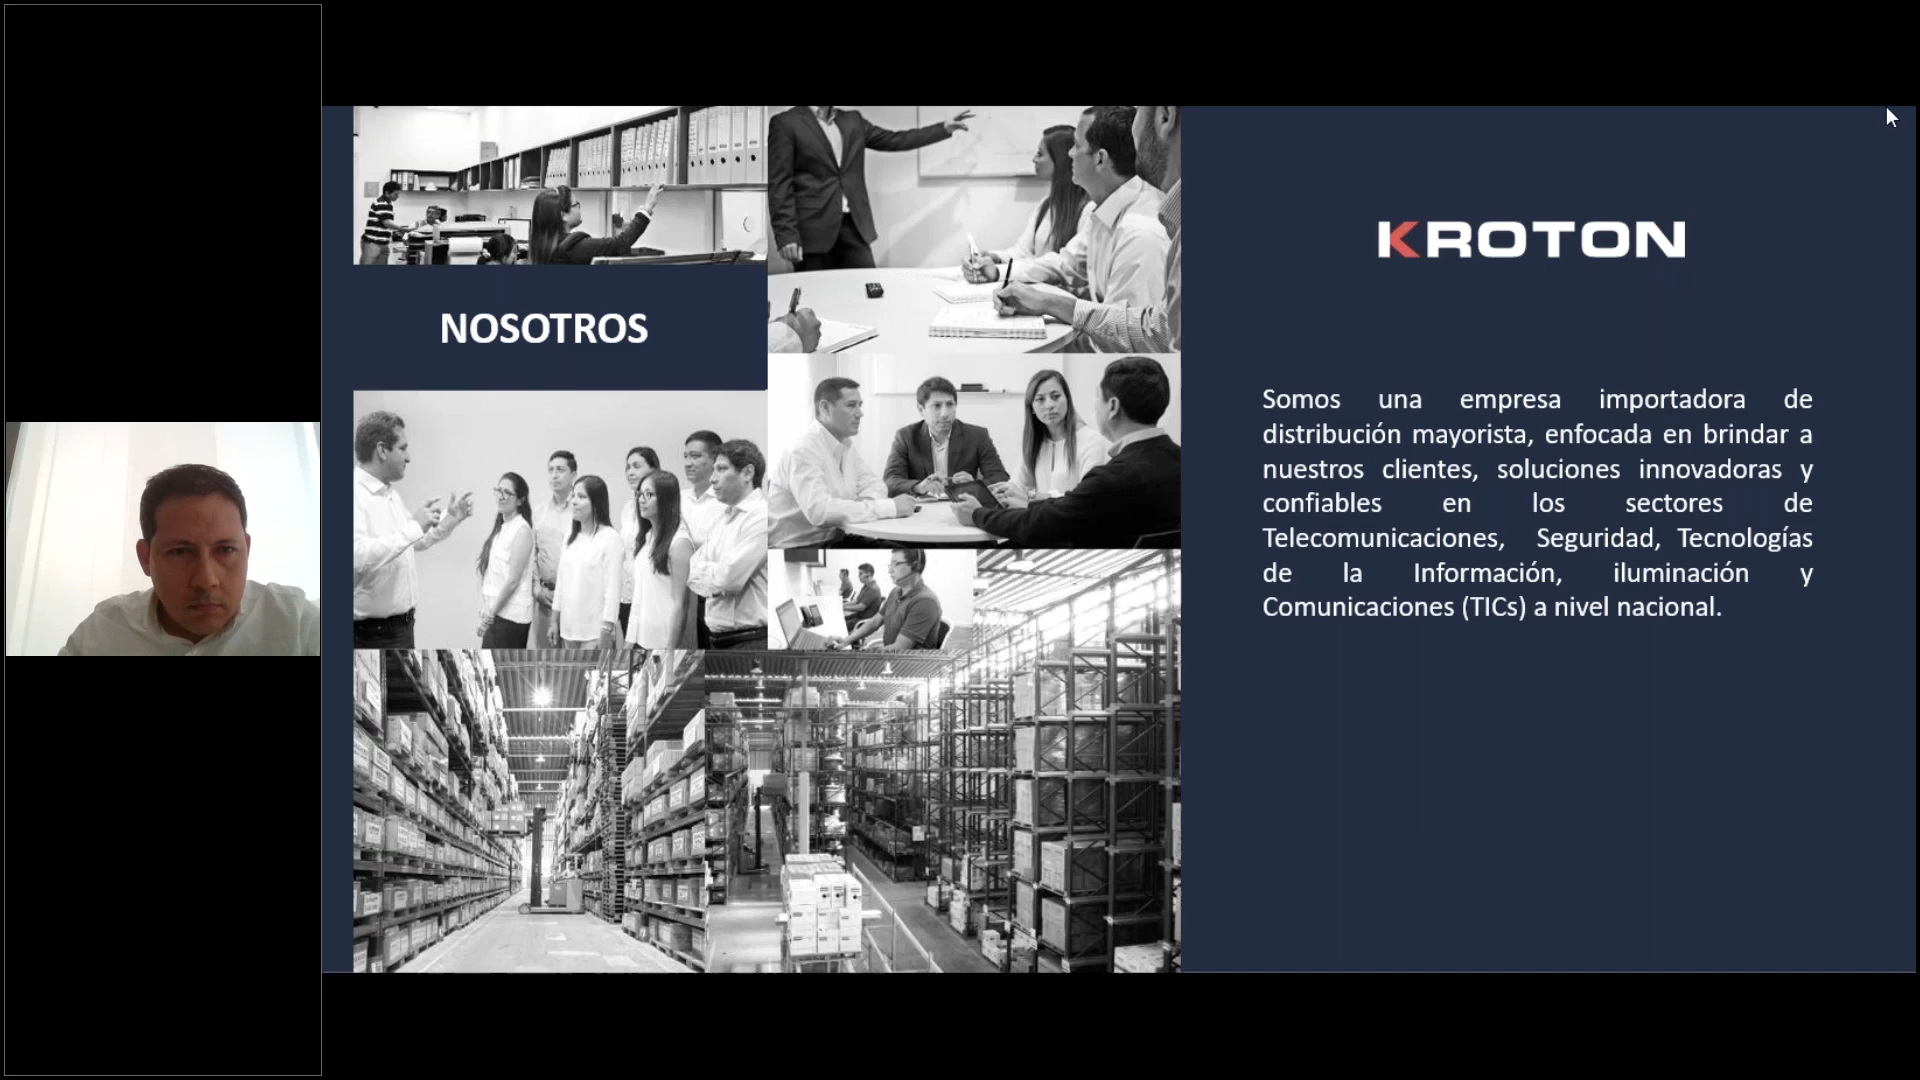 NOSOTROS
KROTON
Somos una empresa importadora de
distribución mayorista, enfocada en brindar a
nuestros clientes, soluciones innovadoras y
confiables en los sectores de
Telecomunicaciones, Seguridad, Tecnologías
de la Información, iluminación y
Comunicaciones (TICs) a nivel nacional.